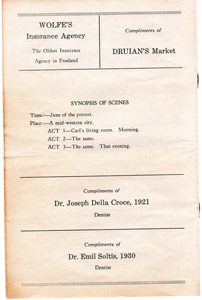 WOLFE'S
Insurance Agency
The Oldest Insurance
Agency in Freeland
Compliments of
DRUIAN'S Market
SYNOPSIS OF SCENES
Time:—June of the present.
Place:—A mid-western city.
ACT 1—Carl's living room. Morning.
ACT 2—The same.
ACT 3—The same. That evening.
Compliments of
Dr. Joseph Della Croce, 1921
Dentist
Compliments of
Dr. Emil Soltis, 1930
Dentist